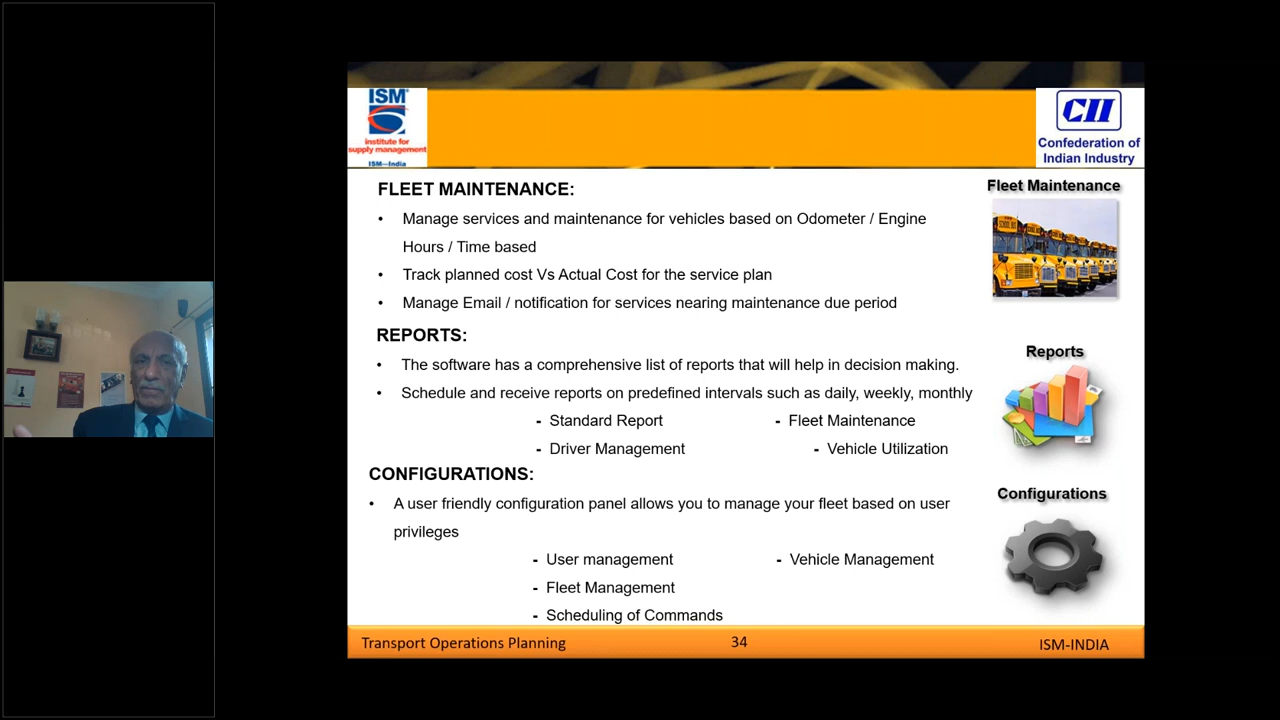 ISM
institute for
supply management
ISM—India
CII
Confederation of
Indian Industry
FLEET MAINTENANCE:
• Manage services and maintenance for vehicles based on Odometer / Engine
Hours / Time based
• Track planned cost Vs Actual Cost for the service plan
• Manage Email / notification for services nearing maintenance due period
Fleet Maintenance
SCHOOL BUS
REPORTS:
• The software has a comprehensive list of reports that will help in decision making.
• Schedule and receive reports on predefined intervals such as daily, weekly, monthly
- Standard Report - Fleet Maintenance
- Driver Management - Vehicle Utilization
Reports
CONFIGURATIONS:
• A user friendly configuration panel allows you to manage your fleet based on user
privileges
- User management - Vehicle Management
- Fleet Management
- Scheduling of Commands
Configurations
Transport Operations Planning 34 ISM-INDIA